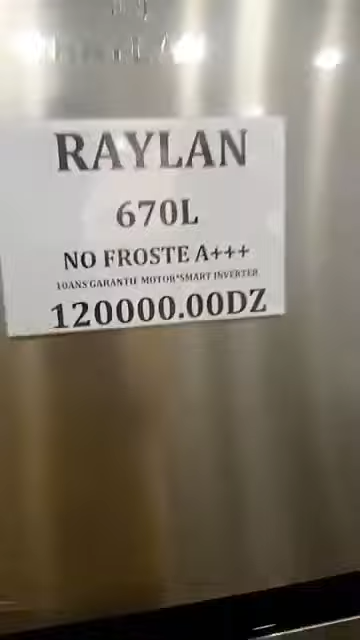 RAYLAN
670L
NO FROSTE A+++
10ANS GARANTIE MOTOR*SMART INVERTER
120000.00DZ